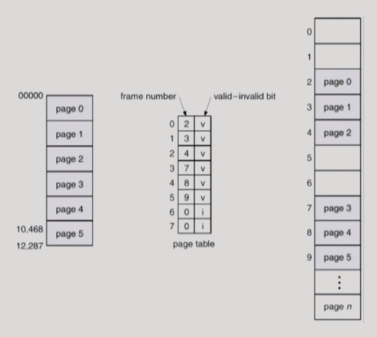 00000
page 0
page 1
page 2
page 3
page 4
10,468
page 5
12,287
frame number
valid–invalid bit
0 2 v
1 3 v
2 4 v
3 7 v
4 8 v
5 9 v
6 0 i
7 0 i
page table
0
1
2 page 0
3 page 1
4 page 2
5
6
7 page 3
8 page 4
9 page 5
⋮
page n